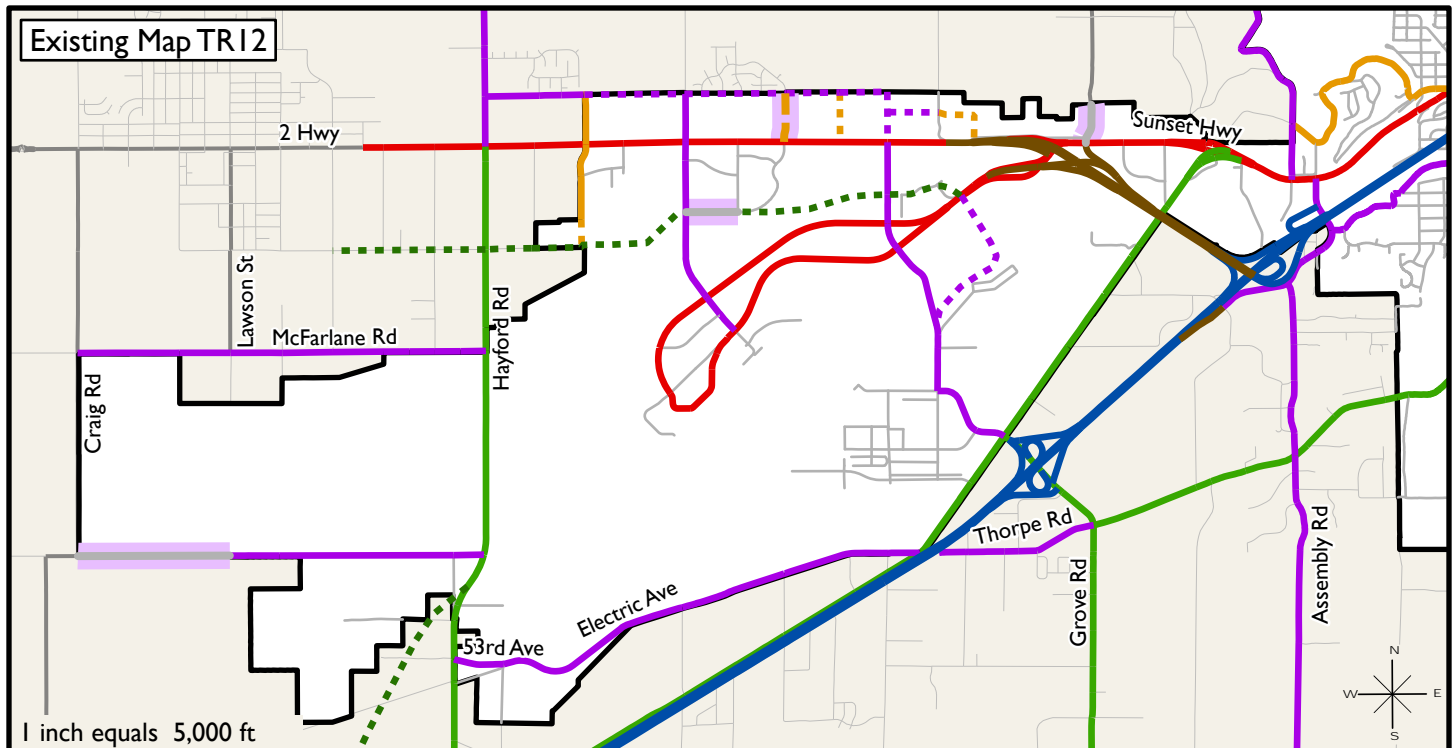 Existing Map TR12
2 Hwy
Sunset Hwy
Lawson St
McFarlane Rd
Hayford Rd
Craig Rd
Thorpe Rd
Electric Ave
53rd Ave
Grove Rd
Assembly Rd
N
W
E
S
1 inch equals 5,000 ft